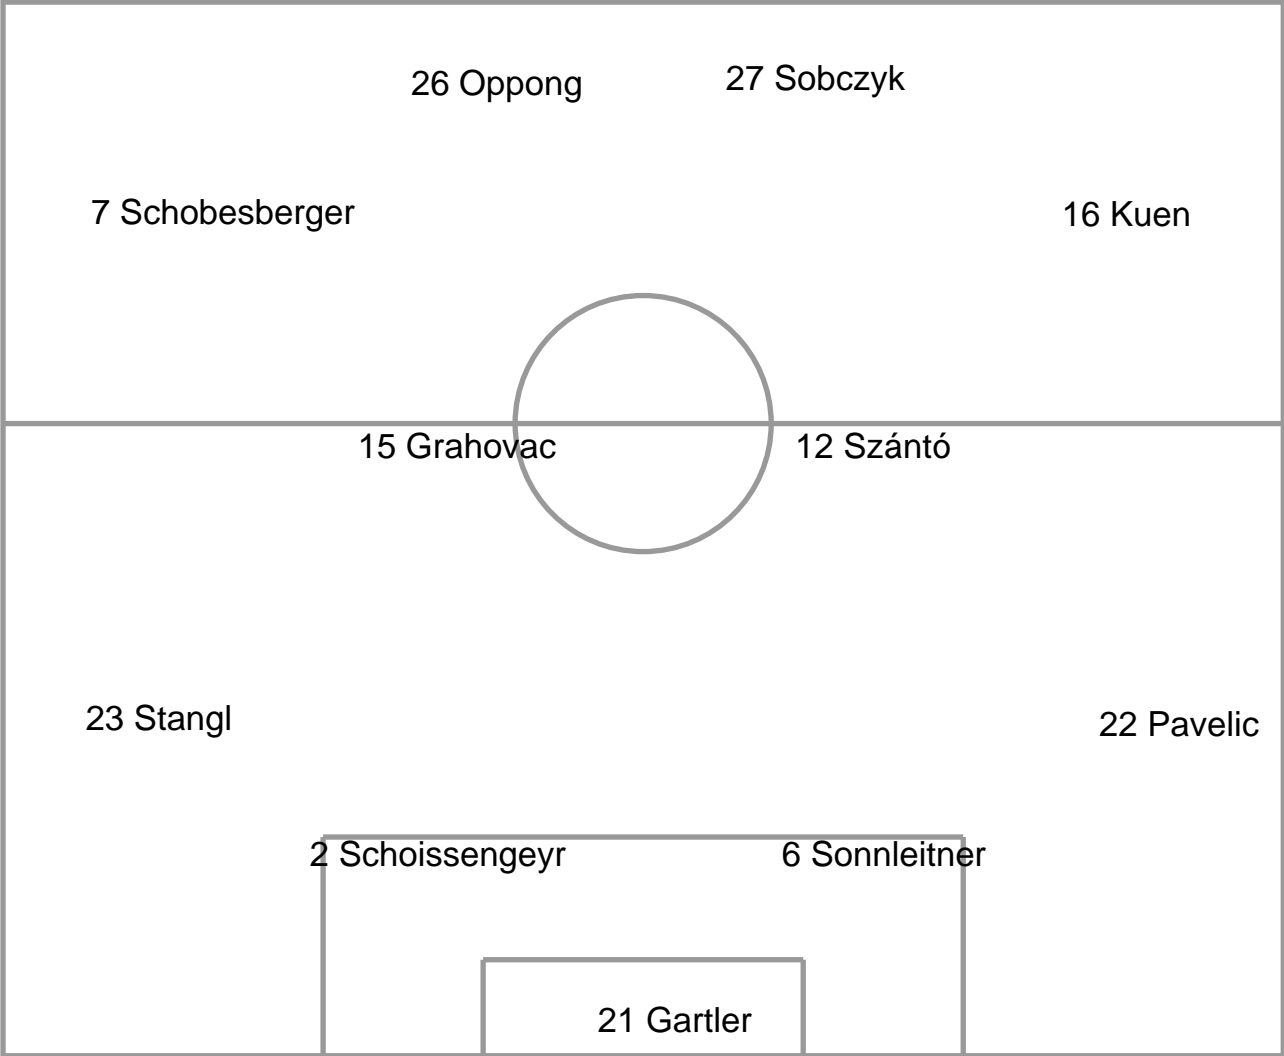 26 Oppong
27 Sobczyk
7 Schobesberger
16 Kuen
15 Grahovac
12 Szántó
23 Stangl
22 Pavelic
2 Schoissengeyr
6 Sonnleitner
21 Gartler